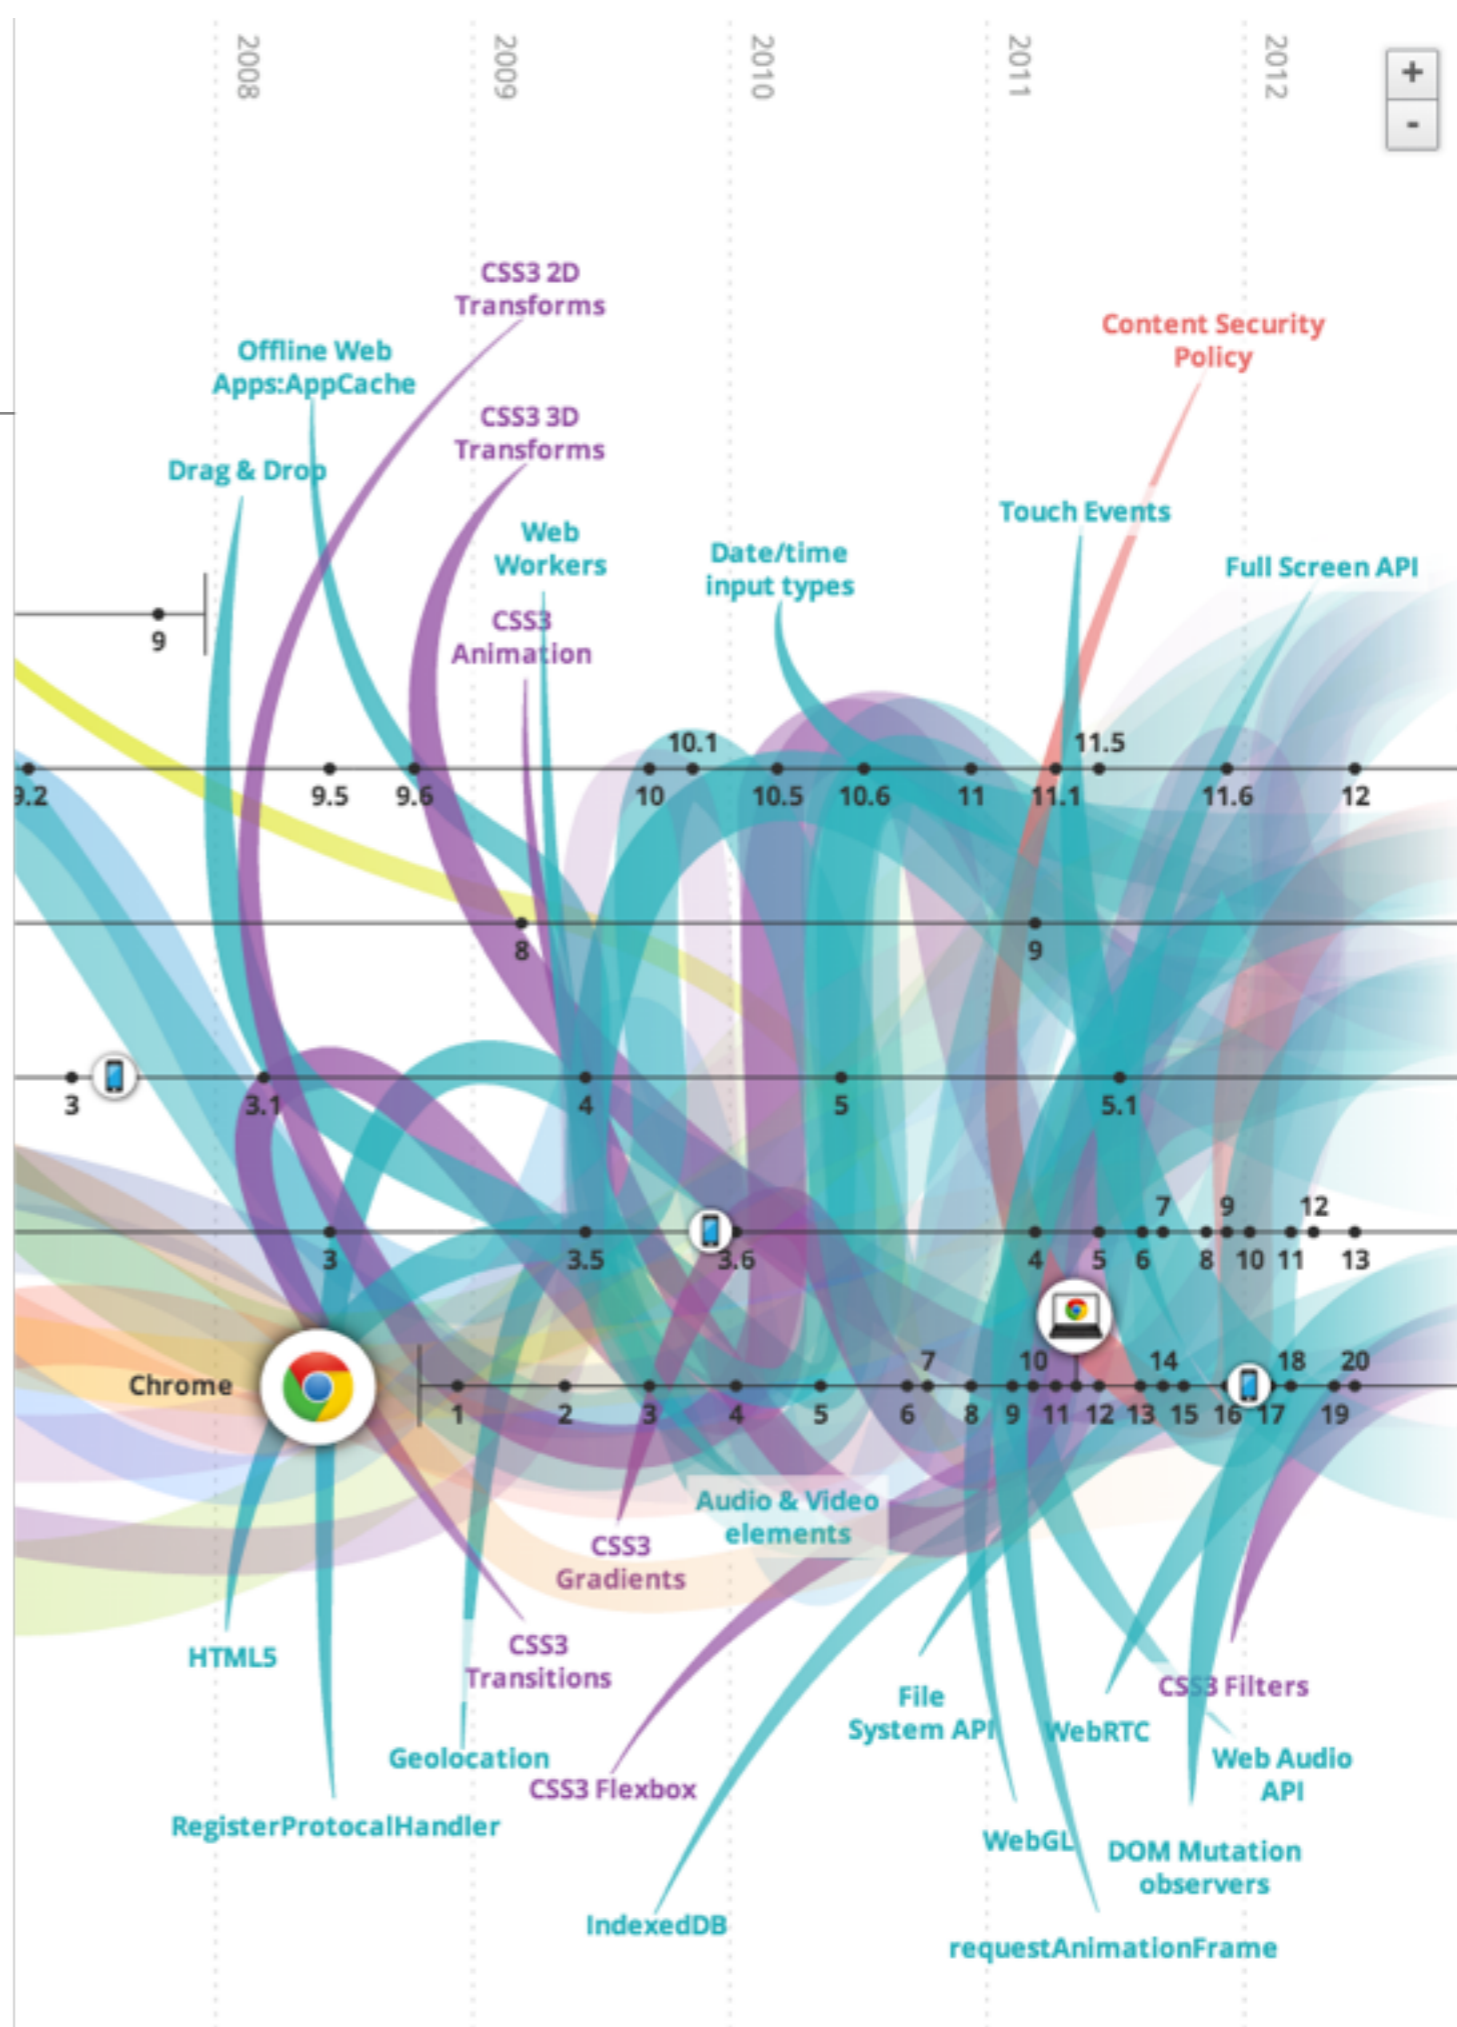 2008
2009
2010
2011
2012
+
-
CSS3 2D
Transforms
Content Security
Policy
Offline Web
Apps:AppCache
CSS3 3D
Transforms
Drag & Drop
Touch Events
Web
Workers
Date/time
input types
Full Screen API
CSS3
Animation
9
10.1
11.5
9.2
9.5
9.6
10
10.5
10.6
11
11.1
11.6
12
8
9
3
3.1
4
5
5.1
7
9
12
3
3.5
3.6
4
5
6
8
10
11
13
Chrome
7
10
14
18
20
1
2
3
4
5
6
8
9
11
12
13
15
16
17
19
Audio & Video
elements
CSS3
Gradients
HTML5
CSS3
Transitions
CSS3 Filters
File
System API
WebRTC
Geolocation
Web Audio
API
CSS3 Flexbox
RegisterProtocalHandler
WebGL
DOM Mutation
observers
IndexedDB
requestAnimationFrame